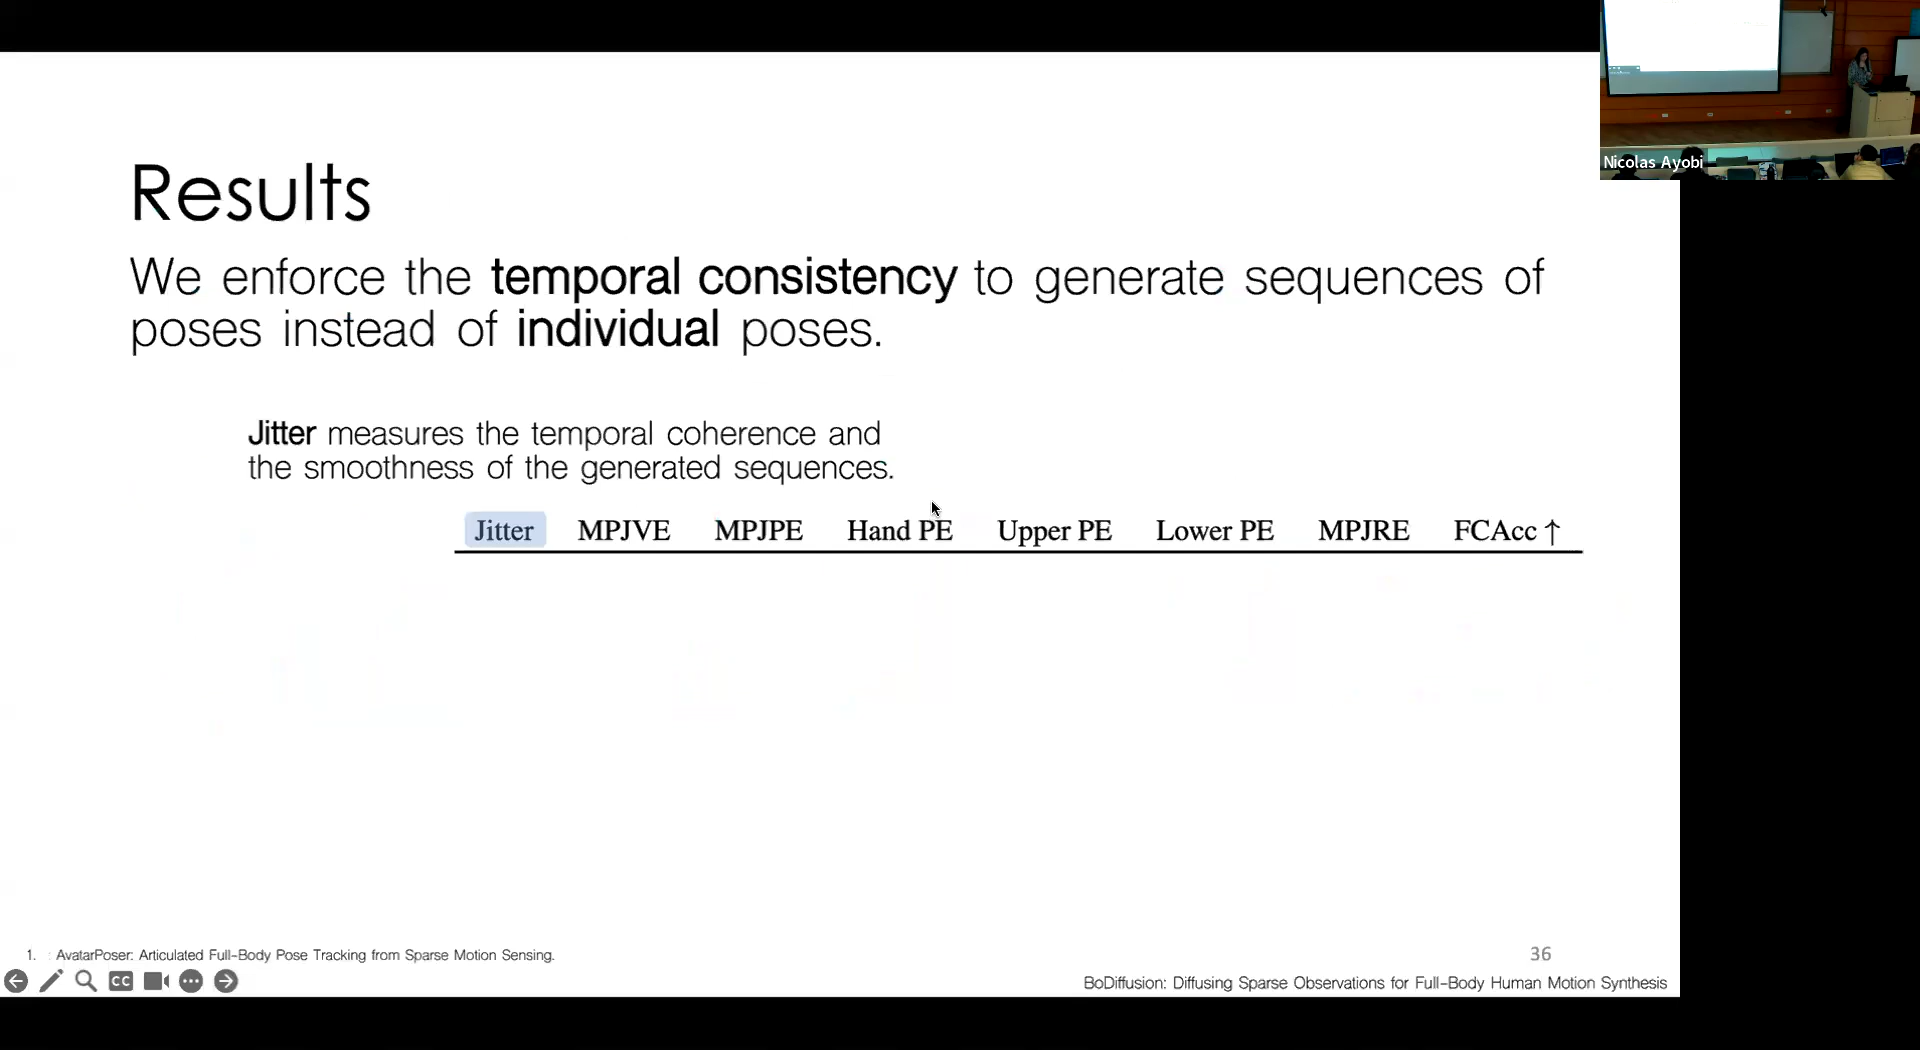 Nicolas Ayobi
Results
We enforce the temporal consistency to generate sequences of
poses instead of individual poses.
Jitter measures the temporal coherence and
the smoothness of the generated sequences.
Jitter MPJVE MPJPE Hand PE Upper PE Lower PE MPJRE FCAcc ↑
1. AvatarPoser: Articulated Full-Body Pose Tracking from Sparse Motion Sensing.
36
CC
BoDiffusion: Diffusing Sparse Observations for Full-Body Human Motion Synthesis